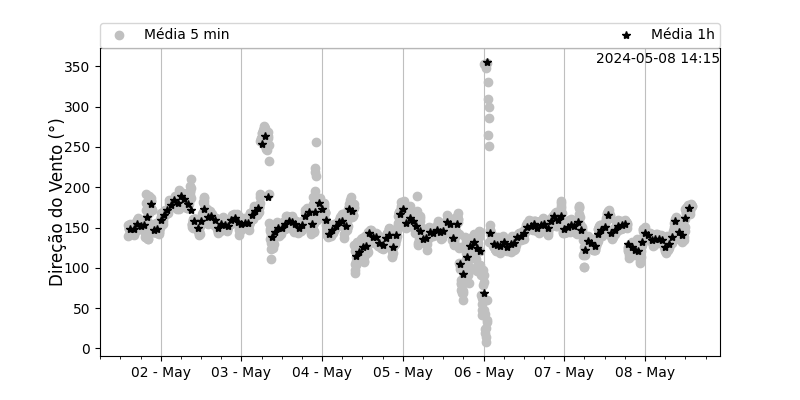 Média 5 min
Média 1h
2024-05-08 14:15
Direção do Vento (°)
350
300
250
200
150
100
50
0
02 - May
03 - May
04 - May
05 - May
06 - May
07 - May
08 - May